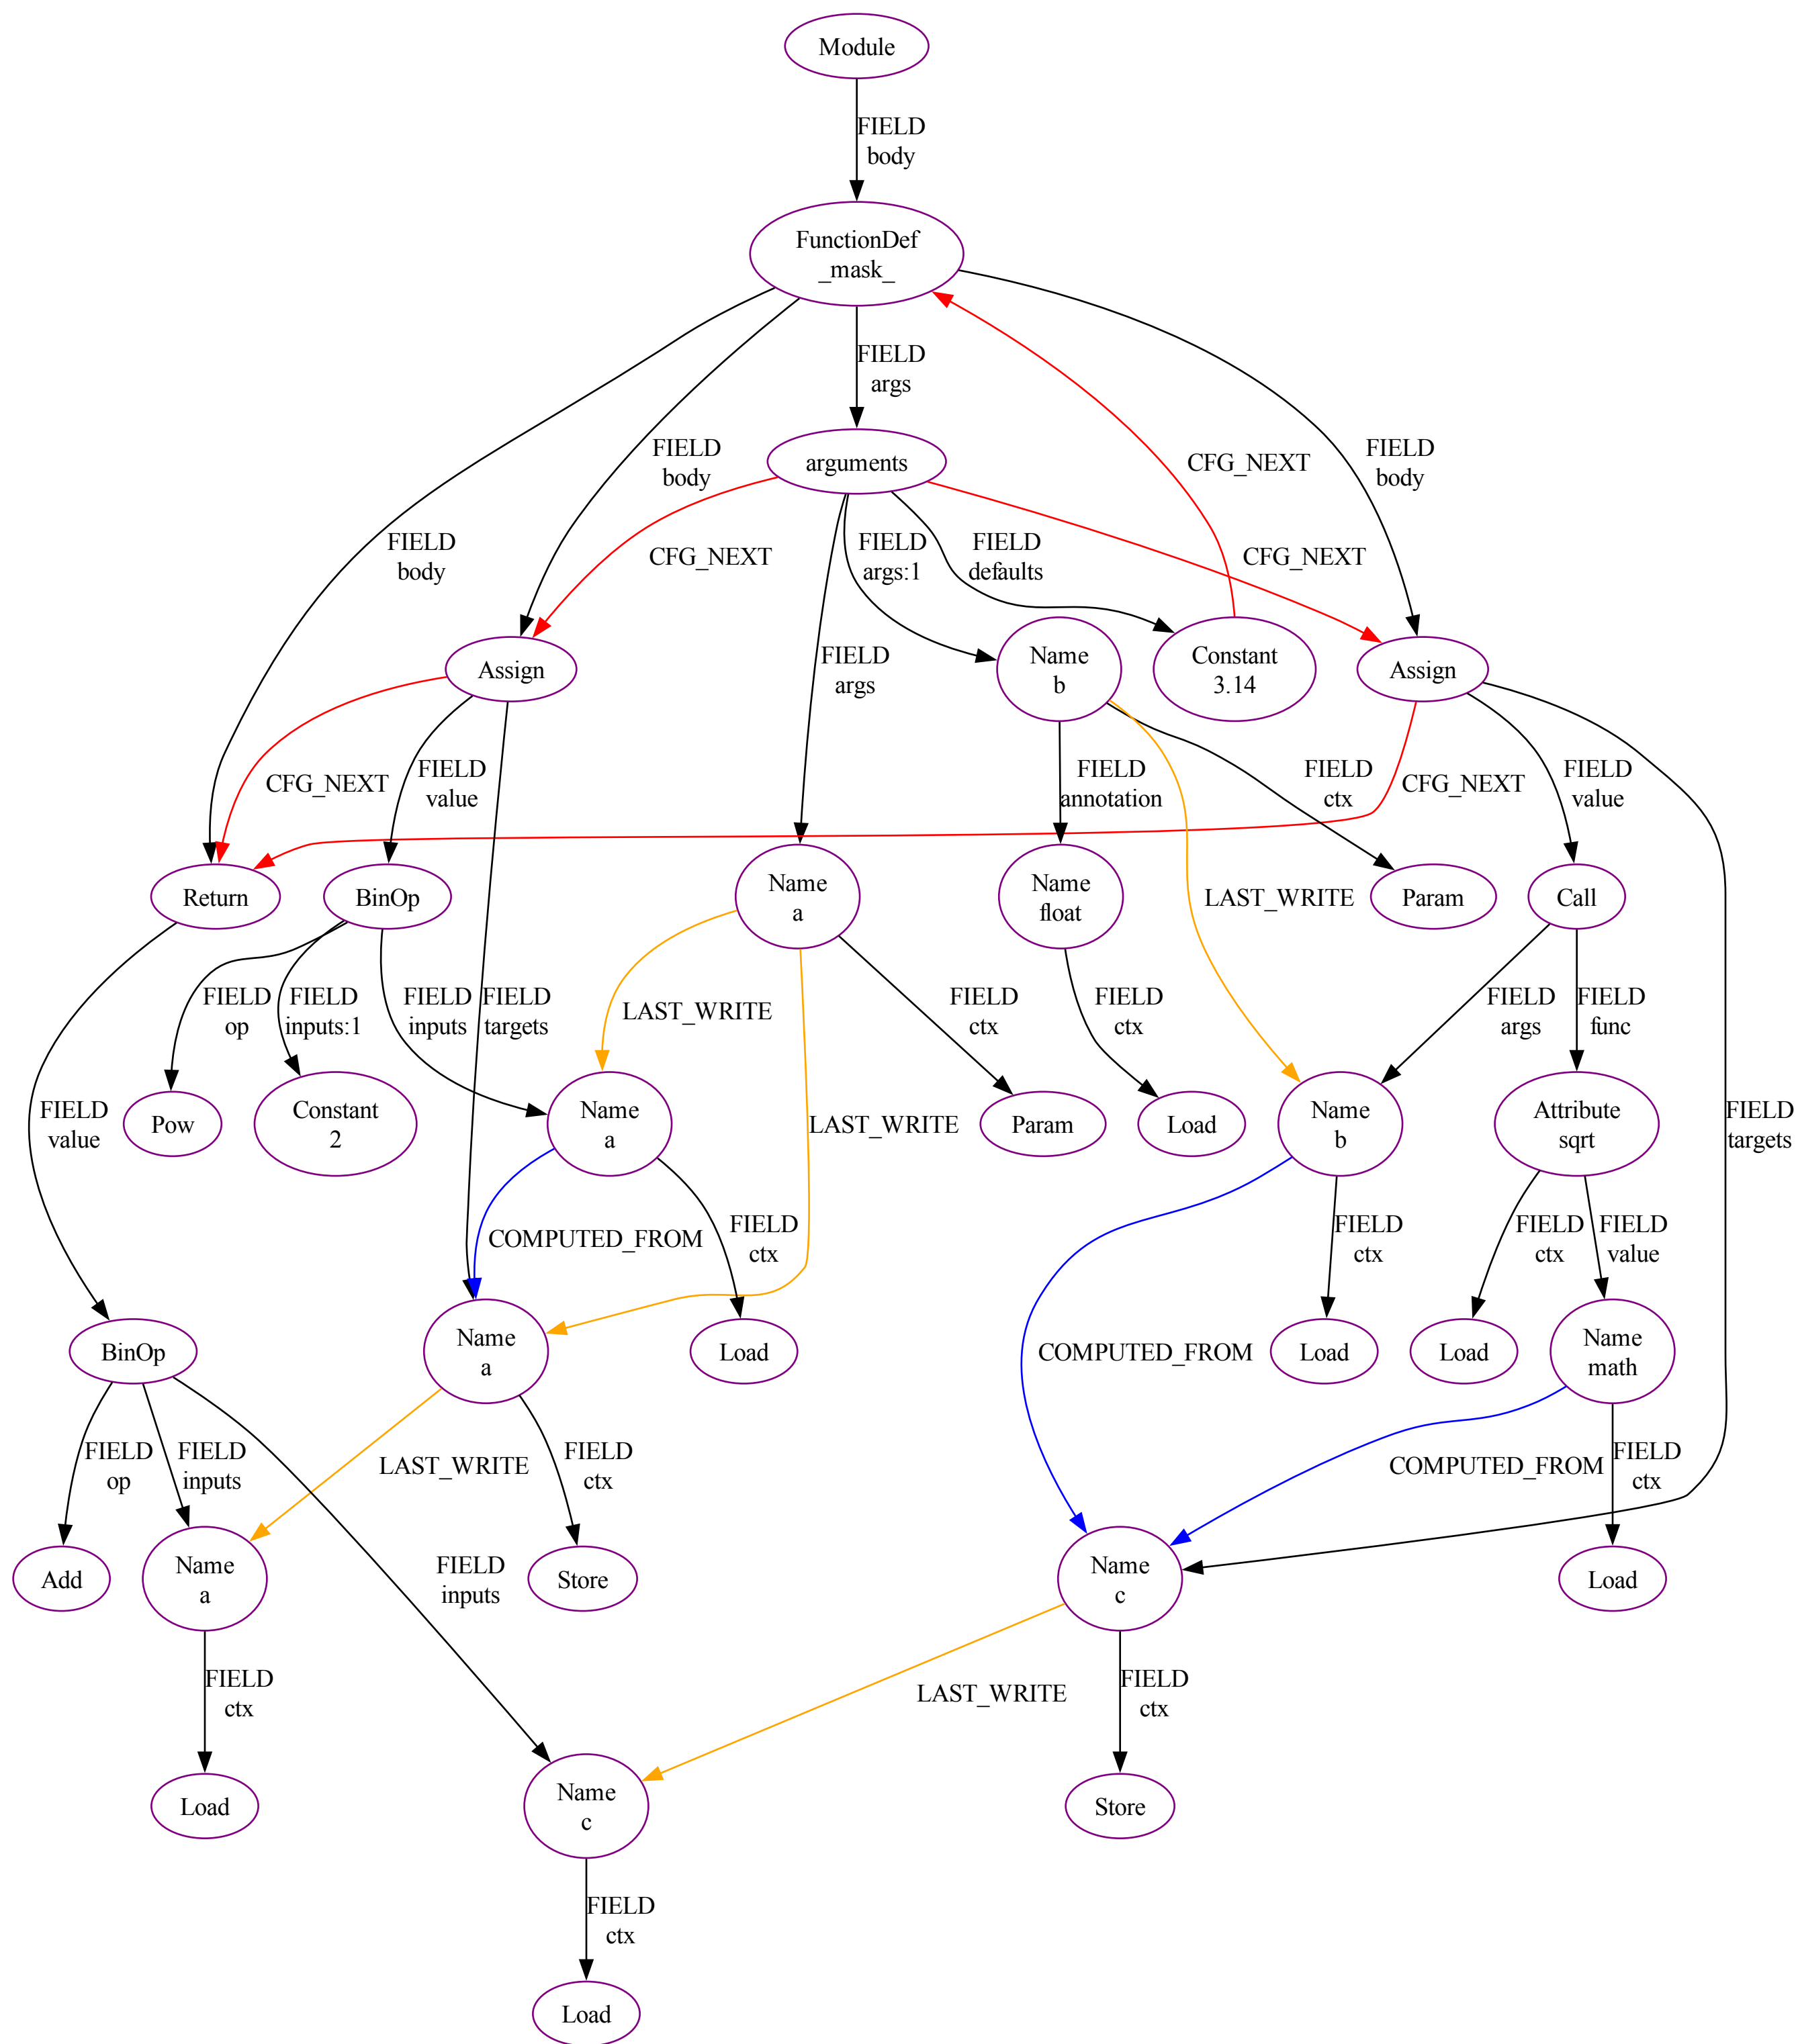 Module
FIELD
body
FunctionDef
_mask_
FIELD
args
FIELD
body
CFG_NEXT
FIELD
body
arguments
FIELD
body
CFG_NEXT
FIELD
args:1
FIELD
defaults
CFG_NEXT
Assign
FIELD
args
Name
b
Constant
3.14
Assign
CFG_NEXT
FIELD
value
FIELD
annotation
FIELD
ctx
CFG_NEXT
FIELD
value
Return
BinOp
Name
a
Name
float
LAST_WRITE
Param
Call
FIELD
op
FIELD
inputs:1
FIELD
inputs
FIELD
targets
LAST_WRITE
FIELD
ctx
FIELD
ctx
FIELD
args
FIELD
func
FIELD
value
Pow
Constant
2
Name
a
LAST_WRITE
Param
Load
Name
b
Attribute
sqrt
FIELD
targets
COMPUTED_FROM
FIELD
ctx
FIELD
ctx
FIELD
ctx
FIELD
value
BinOp
Name
a
Load
COMPUTED_FROM
Load
Load
Name
math
FIELD
op
FIELD
inputs
LAST_WRITE
FIELD
ctx
COMPUTED_FROM
FIELD
ctx
Add
Name
a
FIELD
inputs
Store
Name
c
Load
FIELD
ctx
LAST_WRITE
FIELD
ctx
Load
Name
c
Store
FIELD
ctx
Load